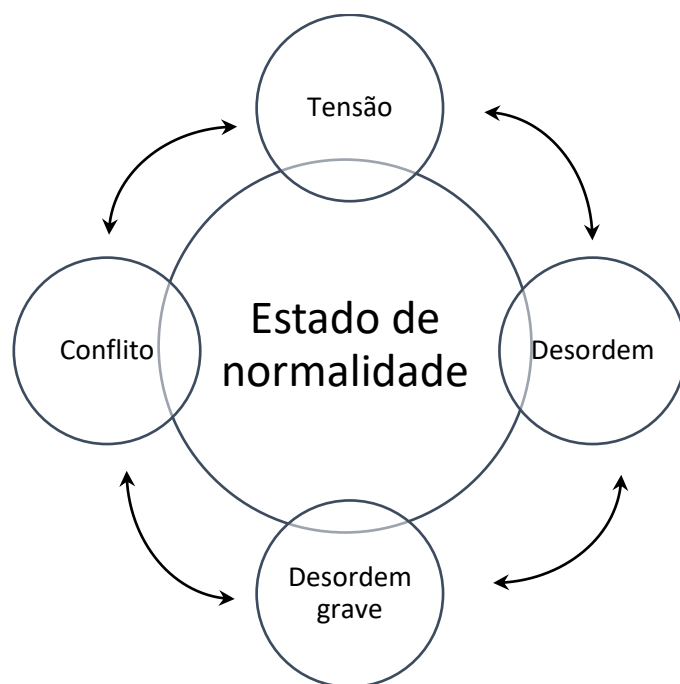 Tensão
Conflito
Estado de
normalidade
Desordem
Desordem
grave